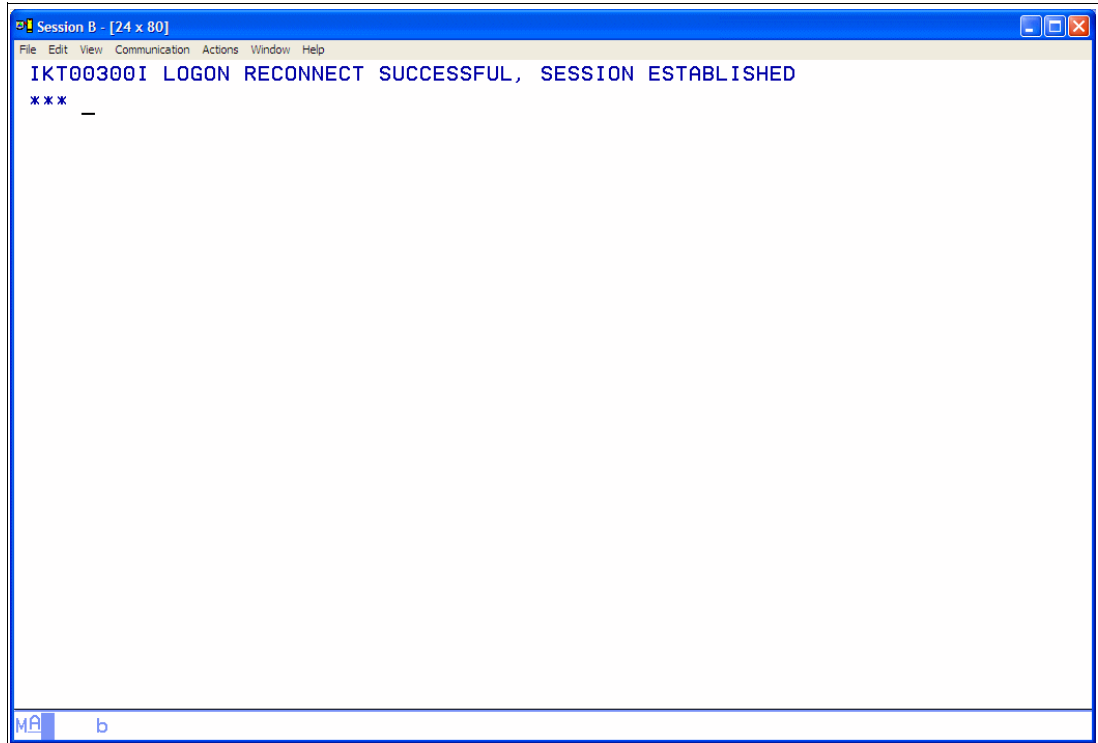 Session B - [24 x 80]
File Edit View Communication Actions Window Help
IKT00300I LOGON RECONNECT SUCCESSFUL, SESSION ESTABLISHED
*** _
MA b